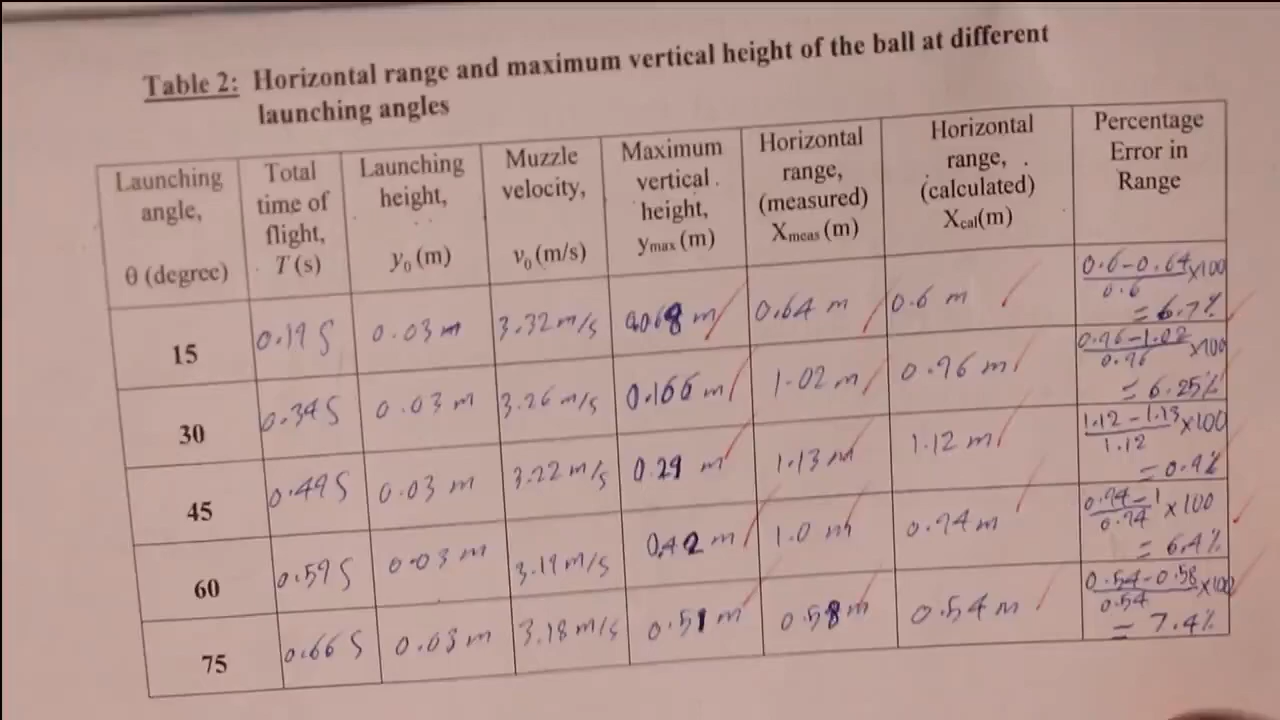 Table 2: Horizontal range and maximum vertical height of the ball at different
launching angles
Launching angle, θ (degree) | Total time of flight, T (s) | Launching height, y₀ (m) | Muzzle velocity, v₀ (m/s) | Maximum vertical height, ymax (m) | Horizontal range, (measured) Xmeas (m) | Horizontal range, (calculated) Xcal(m) | Percentage Error in Range
15 | 0.19 S | 0.03 m | 3.32 m/s | 0.068 m | 0.64 m | 0.6 m | 0.6-0.64/0.6 x100 = 6.7%
30 | 0.34 S | 0.03 m | 3.26 m/s | 0.166 m | 1.02 m | 0.96 m | 0.96-1.02/0.96 x100 = 6.25%
45 | 0.49 S | 0.03 m | 3.22 m/s | 0.29 m | 1.13 m | 1.12 m | 1.12-1.13/1.12 x100 = 0.9%
60 | 0.59 S | 0.03 m | 3.19 m/s | 0.42 m | 1.0 m | 0.94 m | 0.94-1/0.94 x100 = 6.4%
75 | 0.66 S | 0.03 m | 3.18 m/s | 0.51 m | 0.58 m | 0.54 m | 0.54-0.58/0.54 x100 = 7.4%